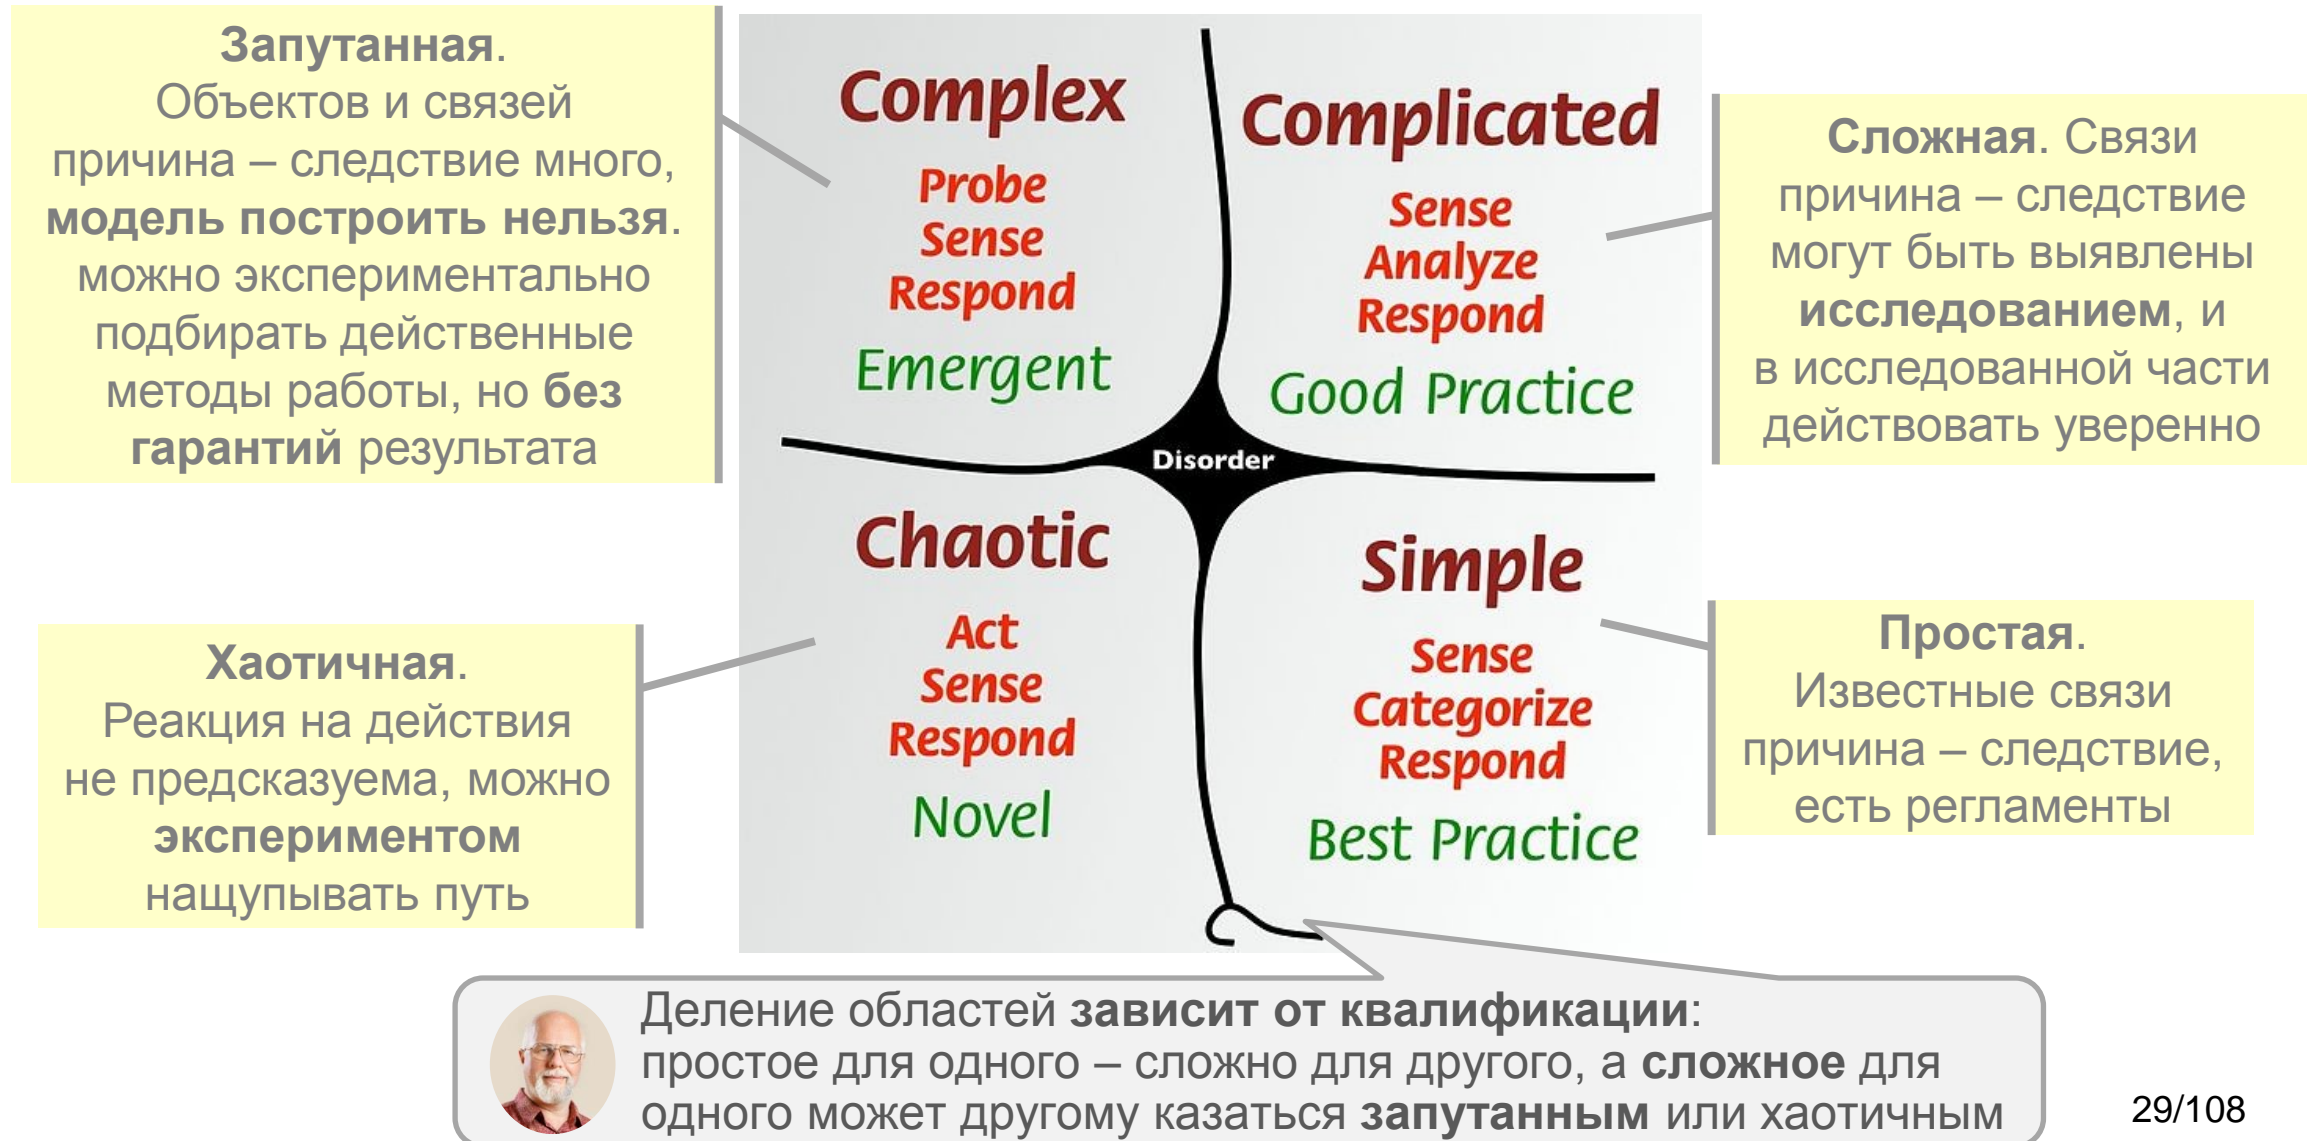 Запутанная.
Объектов и связей
причина – следствие много,
модель построить нельзя.
можно экспериментально
подбирать действенные
методы работы, но без
гарантий результата
Complex
Probe
Sense
Respond
Emergent
Complicated
Sense
Analyze
Respond
Good Practice
Сложная. Связи
причина – следствие
могут быть выявлены
исследованием, и
в исследованной части
действовать уверенно
Disorder
Хаотичная.
Реакция на действия
не предсказуема, можно
экспериментом
нащупывать путь
Chaotic
Act
Sense
Respond
Novel
Simple
Sense
Categorize
Respond
Best Practice
Простая.
Известные связи
причина – следствие,
есть регламенты
Деление областей зависит от квалификации:
простое для одного – сложно для другого, а сложное для
одного может другому казаться запутанным или хаотичным
29/108